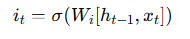 i_t = σ(W_i[h_{t−1}, x_t])